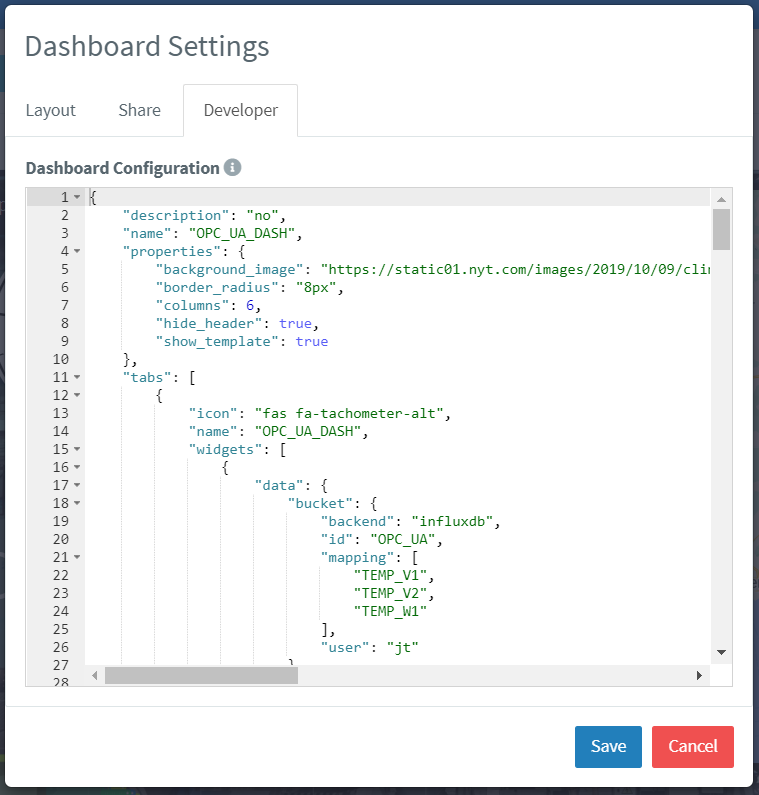 Dashboard Settings
Layout Share Developer
Dashboard Configuration
1 {
2 "description": "no",
3 "name": "OPC_UA_DASH",
4 "properties": {
5 "background_image": "https://static01.nyt.com/images/2019/10/09/cli
6 "border_radius": "8px",
7 "columns": 6,
8 "hide_header": true,
9 "show_template": true
10 },
11 "tabs": [
12 {
13 "icon": "fas fa-tachometer-alt",
14 "name": "OPC_UA_DASH",
15 "widgets": [
16 {
17 "data": {
18 "bucket": {
19 "backend": "influxdb",
20 "id": "OPC_UA",
21 "mapping": [
22 "TEMP_V1",
23 "TEMP_V2",
24 "TEMP_W1"
25 ],
26 "user": "jt"
27 }
28
Save Cancel